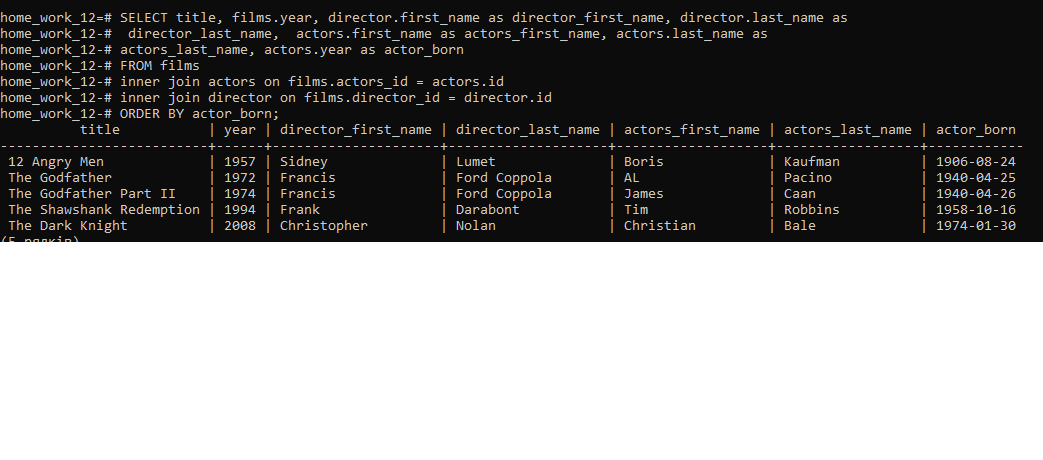 home_work_12-# SELECT title, films.year, director.first_name as director_first_name, director.last_name as
home_work_12-#  director_last_name,  actors.first_name as actors_first_name, actors.last_name as
home_work_12-# actors_last_name, actors.year as actor_born
home_work_12-# FROM films
home_work_12-# inner join actors on films.actors_id = actors.id
home_work_12-# inner join director on films.director_id = director.id
home_work_12-# ORDER BY actor_born;
title | year | director_first_name | director_last_name | actors_first_name | actors_last_name | actor_born
--------------------------+------+---------------------+--------------------+-------------------+------------------+------------
12 Angry Men | 1957 | Sidney | Lumet | Boris | Kaufman | 1906-08-24
The Godfather | 1972 | Francis | Ford Coppola | AL | Pacino | 1940-04-25
The Godfather Part II | 1974 | Francis | Ford Coppola | James | Caan | 1940-04-26
The Shawshank Redemption | 1994 | Frank | Darabont | Tim | Robbins | 1958-10-16
The Dark Knight | 2008 | Christopher | Nolan | Christian | Bale | 1974-01-30
(5 рядків)